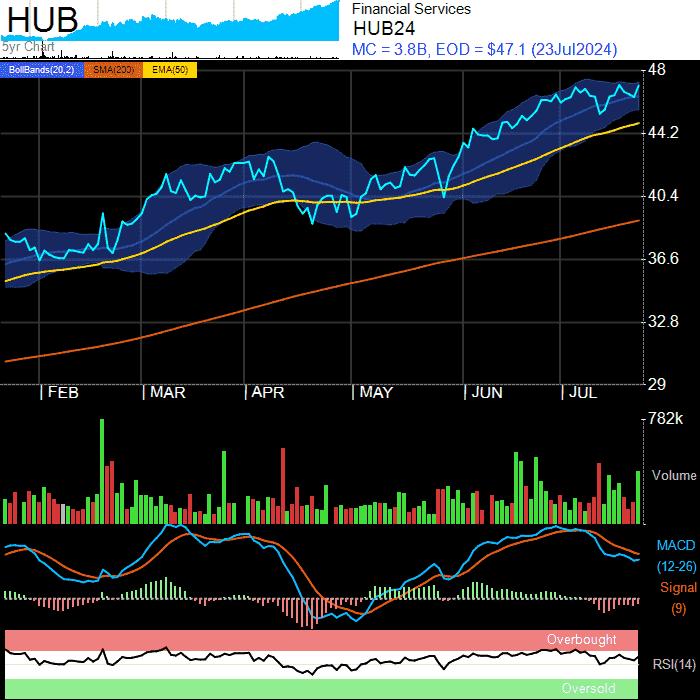 HUB
5yr Chart
Financial Services
HUB24
MC = 3.8B, EOD = $47.1 (23Jul2024)
BollBands(20,2) SMA(200) EMA(50)
48
44.2
40.4
36.6
32.8
29
FEB MAR APR MAY JUN JUL
782k
Volume
MACD
(12-26)
Signal
(9)
Overbought
RSI(14)
Oversold